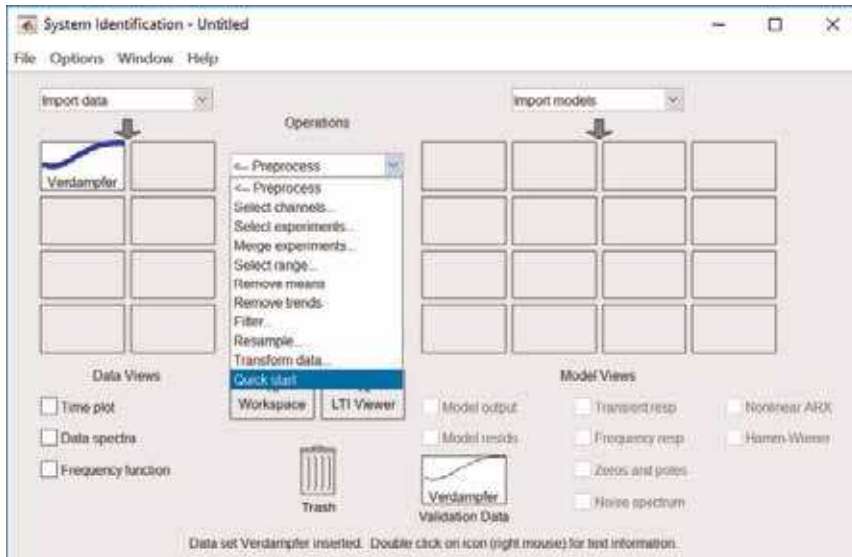 System Identification - Untitled
File Options Window Help
Import data
Import models
Operations
<-- Preprocess
Verdampfer
<-- Preprocess
Select channels...
Select experiments...
Merge experiments...
Select range...
Remove means
Remove trends
Filter...
Resample...
Transform data...
Quick start
Data Views
Model Views
Workspace
LTI Viewer
Time plot
Data spectra
Frequency function
Model output
Transient resp
Nonlinear ARX
Model resids
Frequency resp
Hamm-Wiener
Zeros and poles
Noise spectrum
Trash
Verdampfer
Validation Data
Data set Verdampfer inserted. Double click on icon (right mouse) for text information.